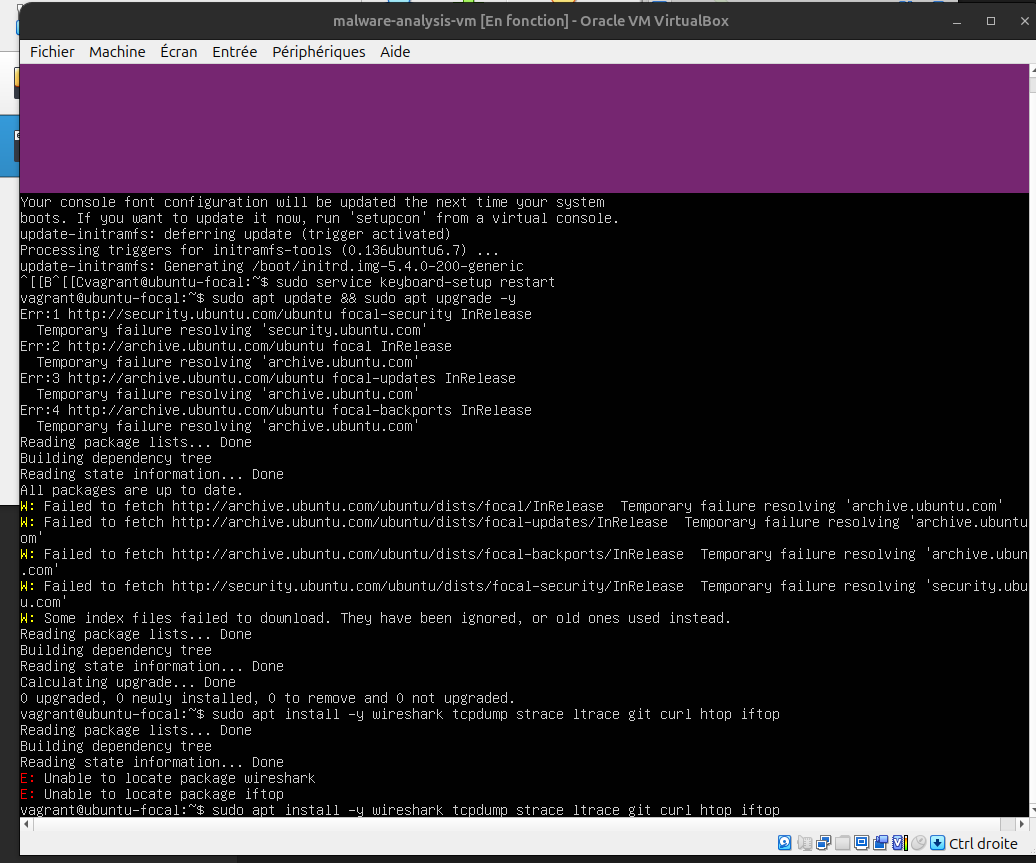 malware-analysis-vm [En fonction] - Oracle VM VirtualBox
Fichier Machine Écran Entrée Périphériques Aide
Your console font configuration will be updated the next time your system
boots. If you want to update it now, run 'setupcon' from a virtual console.
update-initramfs: deferring update (trigger activated)
Processing triggers for initramfs-tools (0.136ubuntu6.7) ...
update-initramfs: Generating /boot/initrd.img-5.4.0-200-generic
^[[B^[[Cvagrant@ubuntu-focal:~$ sudo service keyboard-setup restart
vagrant@ubuntu-focal:~$ sudo apt update && sudo apt upgrade -y
Err:1 http://security.ubuntu.com/ubuntu focal-security InRelease
  Temporary failure resolving 'security.ubuntu.com'
Err:2 http://archive.ubuntu.com/ubuntu focal InRelease
  Temporary failure resolving 'archive.ubuntu.com'
Err:3 http://archive.ubuntu.com/ubuntu focal-updates InRelease
  Temporary failure resolving 'archive.ubuntu.com'
Err:4 http://archive.ubuntu.com/ubuntu focal-backports InRelease
  Temporary failure resolving 'archive.ubuntu.com'
Reading package lists... Done
Building dependency tree
Reading state information... Done
All packages are up to date.
W: Failed to fetch http://archive.ubuntu.com/ubuntu/dists/focal/InRelease  Temporary failure resolving 'archive.ubuntu.com'
W: Failed to fetch http://archive.ubuntu.com/ubuntu/dists/focal-updates/InRelease  Temporary failure resolving 'archive.ubuntu
om'
W: Failed to fetch http://archive.ubuntu.com/ubuntu/dists/focal-backports/InRelease  Temporary failure resolving 'archive.ubun
.com'
W: Failed to fetch http://security.ubuntu.com/ubuntu/dists/focal-security/InRelease  Temporary failure resolving 'security.ubu
u.com'
W: Some index files failed to download. They have been ignored, or old ones used instead.
Reading package lists... Done
Building dependency tree
Reading state information... Done
Calculating upgrade... Done
0 upgraded, 0 newly installed, 0 to remove and 0 not upgraded.
vagrant@ubuntu-focal:~$ sudo apt install -y wireshark tcpdump strace ltrace git curl htop iftop
Reading package lists... Done
Building dependency tree
Reading state information... Done
E: Unable to locate package wireshark
E: Unable to locate package iftop
vagrant@ubuntu-focal:~$ sudo apt install -y wireshark tcpdump strace ltrace git curl htop iftop
Ctrl droite